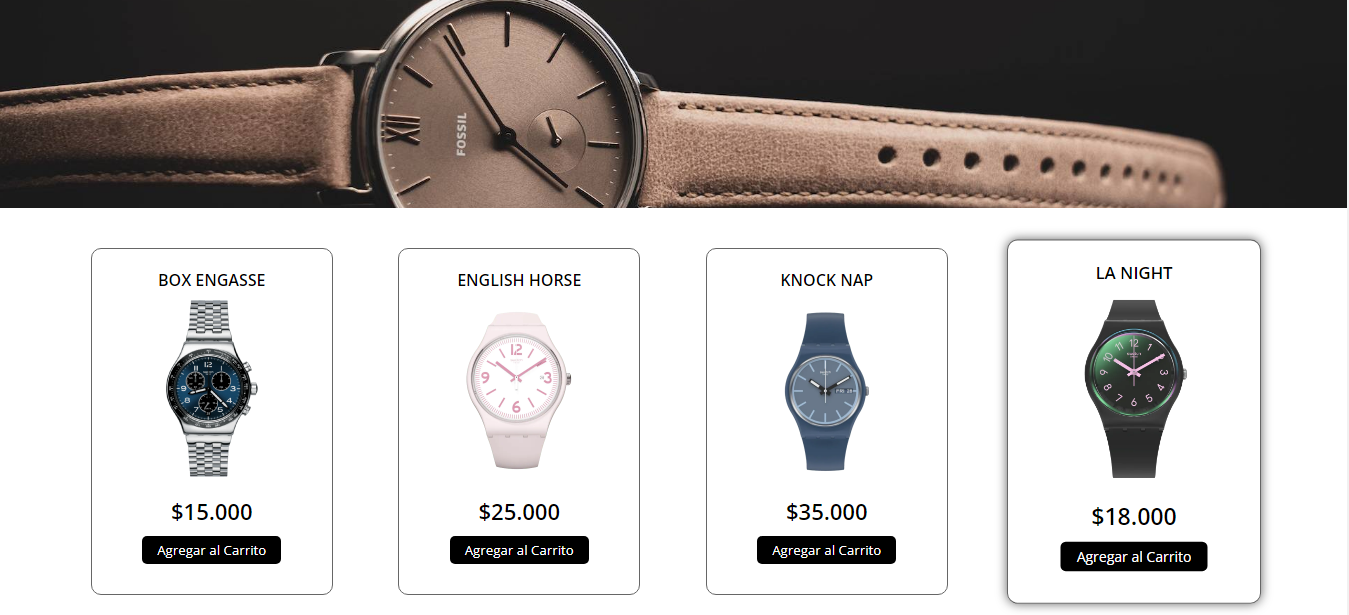 FOSSIL
BOX ENGASSE
ENGLISH HORSE
KNOCK NAP
LA NIGHT
$15.000
$25.000
$35.000
$18.000
Agregar al Carrito
Agregar al Carrito
Agregar al Carrito
Agregar al Carrito